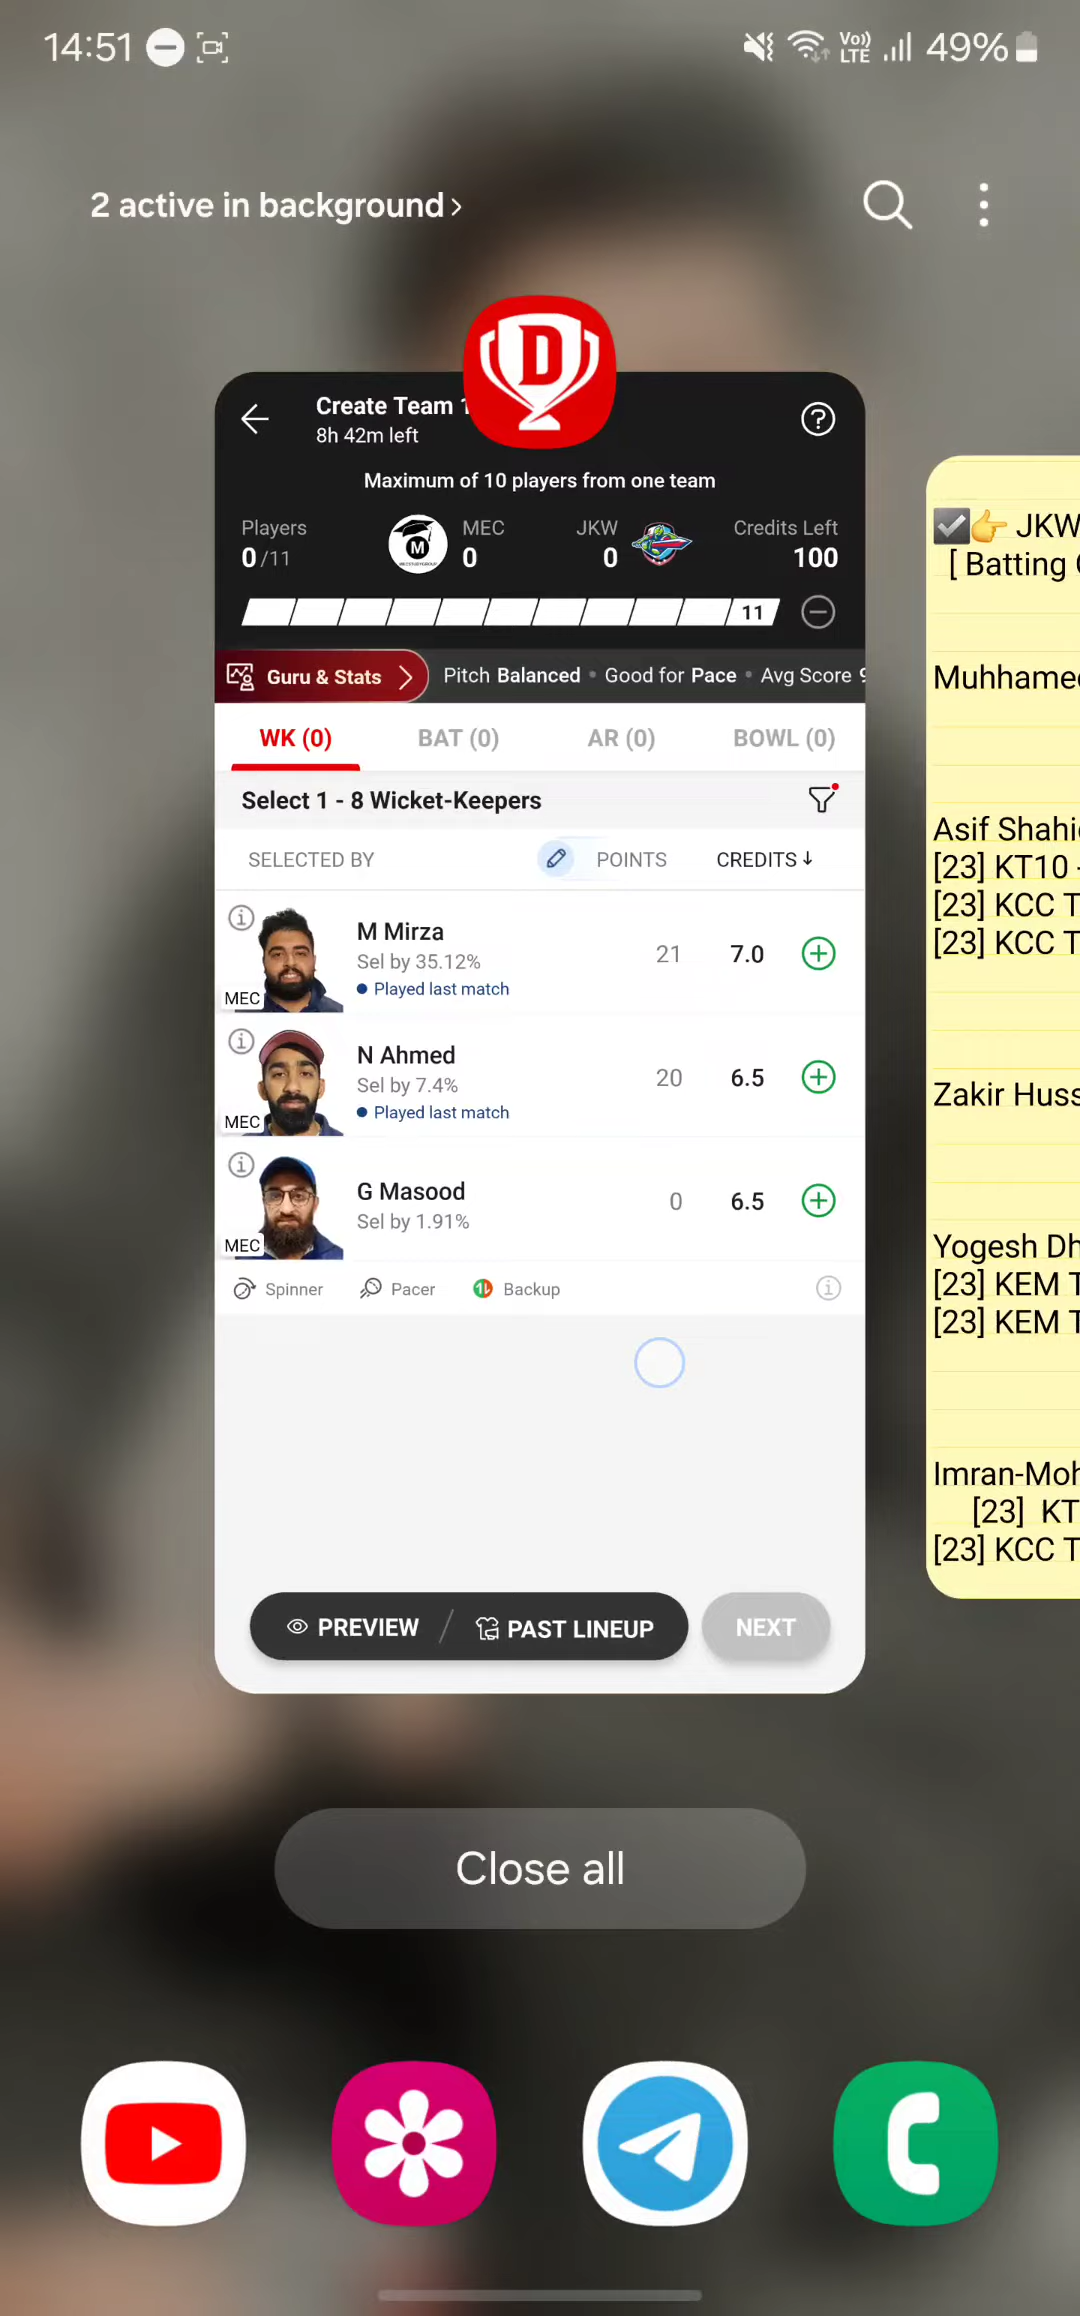 14:51
Vo))
LTE
49%
2 active in background >
D
Create Team 1
8h 42m left
Maximum of 10 players from one team
Players
0/11
M
MEC
0
JKW
0
Credits Left
100
11
Guru & Stats
Pitch Balanced • Good for Pace • Avg Score 9
WK (0)
BAT (0)
AR (0)
BOWL (0)
Select 1 - 8 Wicket-Keepers
SELECTED BY
POINTS
CREDITS ↓
M Mirza
Sel by 35.12%
Played last match
MEC
21
7.0
N Ahmed
Sel by 7.4%
Played last match
MEC
20
6.5
G Masood
Sel by 1.91%
MEC
0
6.5
Spinner
Pacer
Backup
PREVIEW / PAST LINEUP
NEXT
JKW
[ Batting
Muhhamed
Asif Shahi
[23] KT10 -
[23] KCC T
[23] KCC T
Zakir Huss
Yogesh Dh
[23] KEM T
[23] KEM T
Imran-Moh
[23] KT
[23] KCC T
Close all